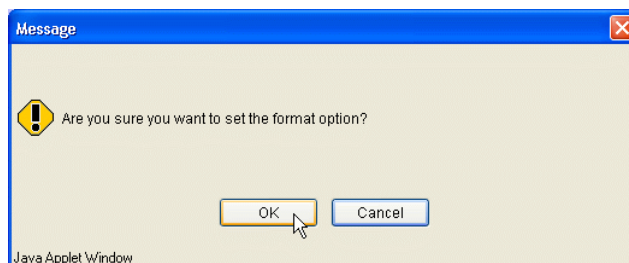 Message
Are you sure you want to set the format option?
OK
Cancel
Java Applet Window